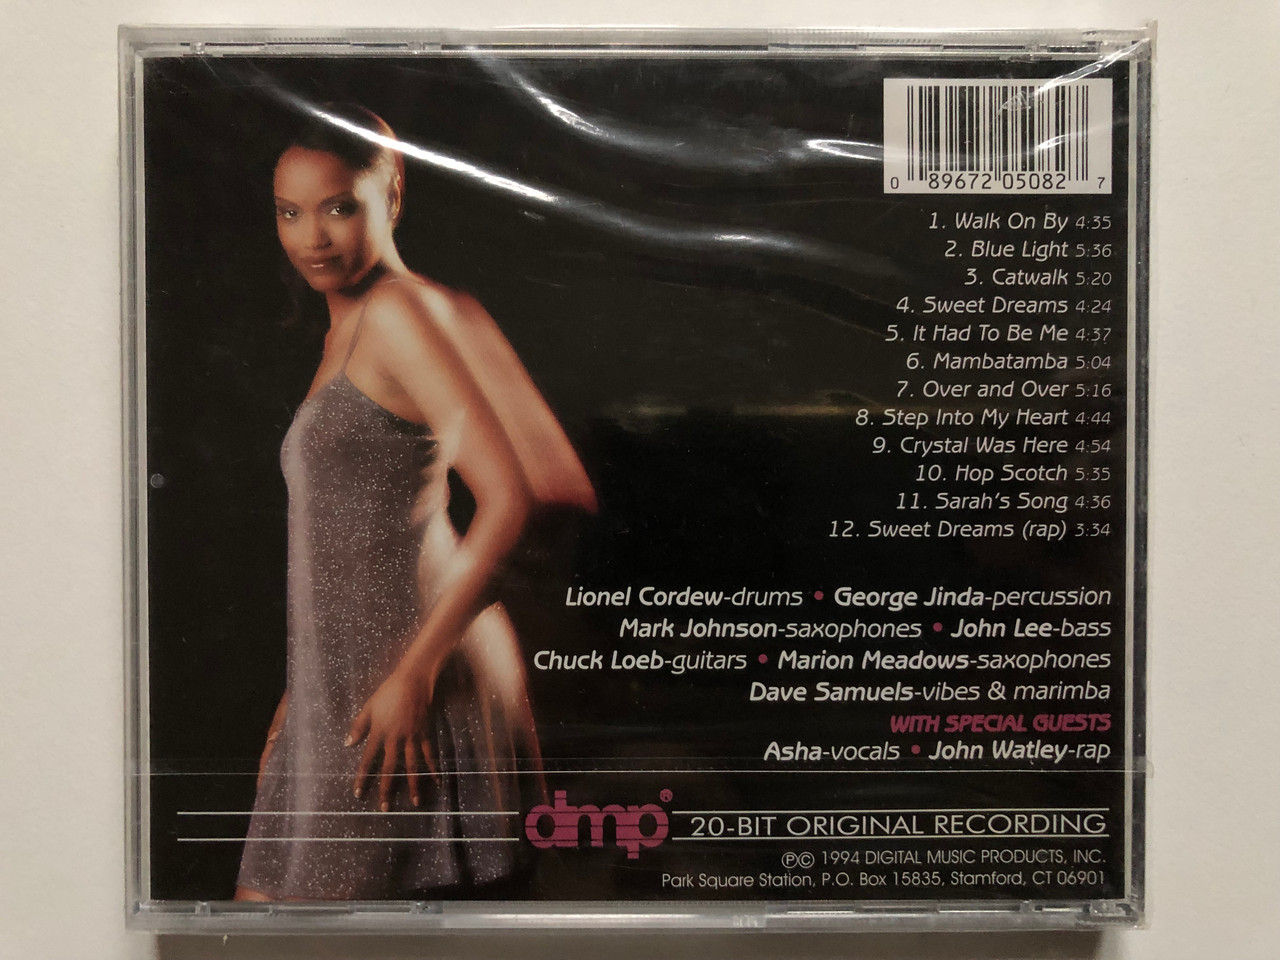 0 89672 05082 7
1. Walk On By 4:35
2. Blue Light 5:36
3. Catwalk 5:20
4. Sweet Dreams 4:24
5. It Had To Be Me 4:37
6. Mambatamba 5:04
7. Over and Over 5:16
8. Step Into My Heart 4:44
9. Crystal Was Here 4:54
10. Hop Scotch 5:35
11. Sarah's Song 4:36
12. Sweet Dreams (rap) 3:34
Lionel Cordew-drums • George Jinda-percussion
Mark Johnson-saxophones • John Lee-bass
Chuck Loeb-guitars • Marion Meadows-saxophones
Dave Samuels-vibes & marimba
WITH SPECIAL GUESTS
Asha-vocals • John Watley-rap
dmp® 20-BIT ORIGINAL RECORDING
℗© 1994 DIGITAL MUSIC PRODUCTS, INC.
Park Square Station, P.O. Box 15835, Stamford, CT 06901